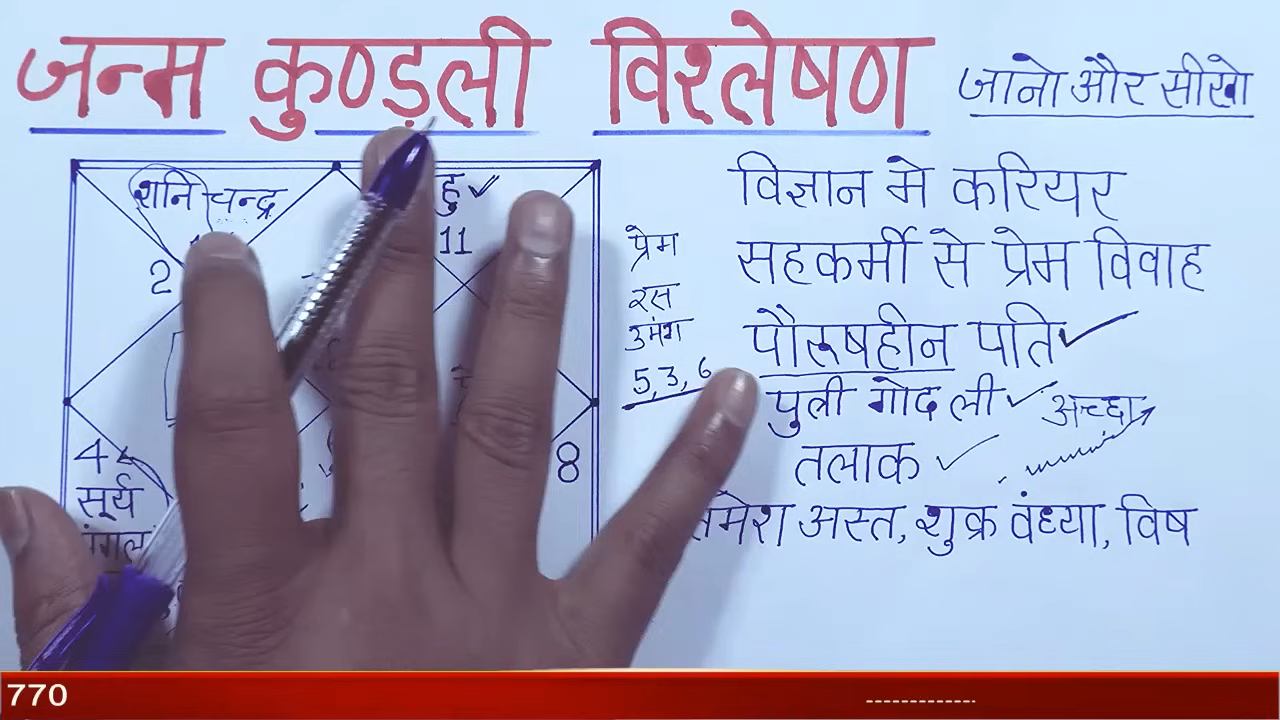 जन्म कुण्डली विश्लेषण
जानो और सीखो
शनि चन्द्र
2
11
4
सूर्य
8
प्रेम
रस
उमंग
5,3,6
विज्ञान मे करियर
सहकर्मी से प्रेम विवाह
पौरूषहीन पति
पुत्री गोद ली अच्छा
तलाक
अस्त, शुक्र वंध्या, विष
770